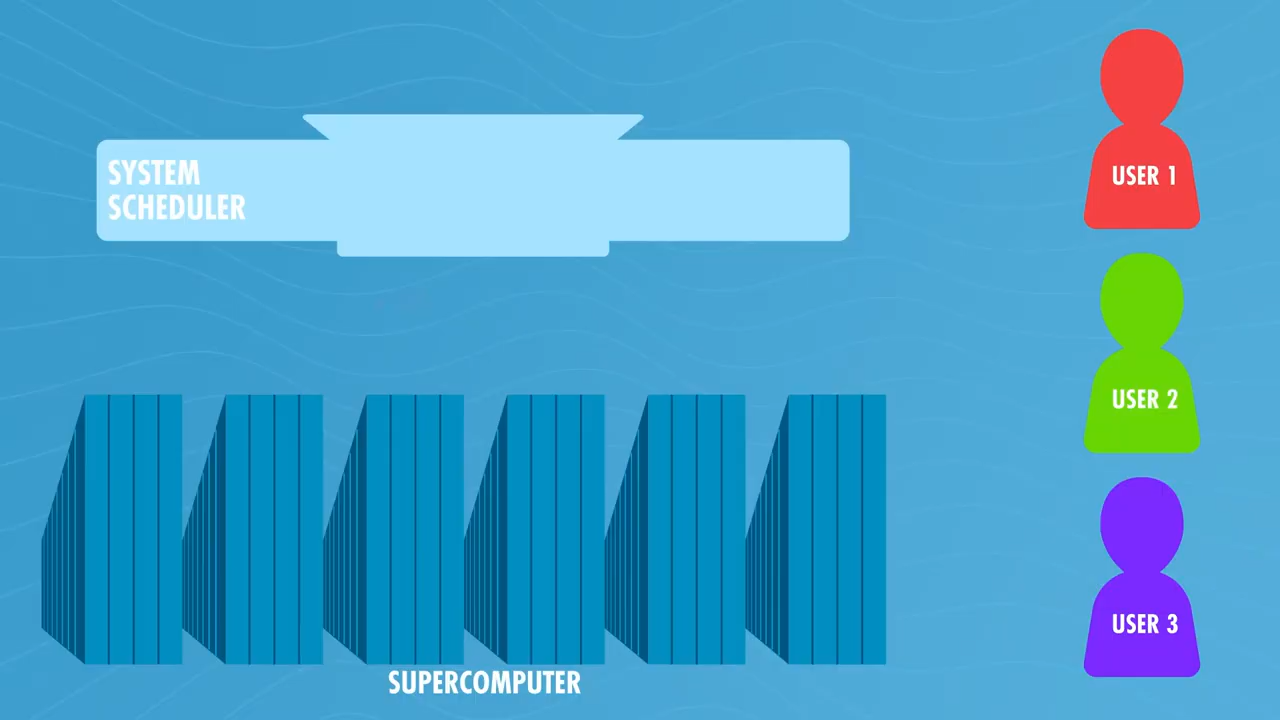 SYSTEM
SCHEDULER
USER 1
USER 2
USER 3
SUPERCOMPUTER